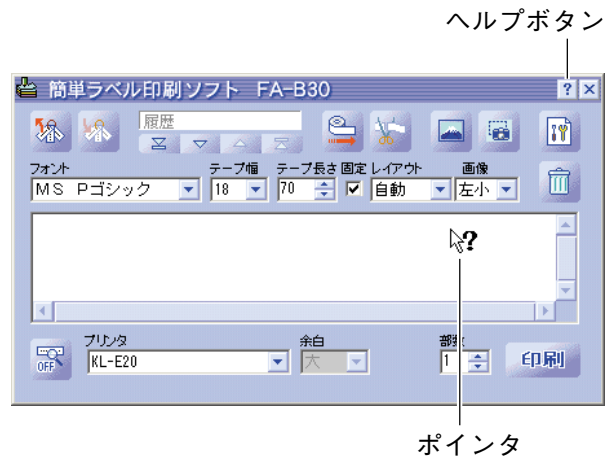 ヘルプボタン
簡単ラベル印刷ソフト FA-B30
履歴
フォント テープ幅 テープ長さ 固定 レイアウト 画像
MS Pゴシック 18 70 自動 左小
プリンタ 余白 部数
OFF KL-E20 大 1 印刷
ポインタ